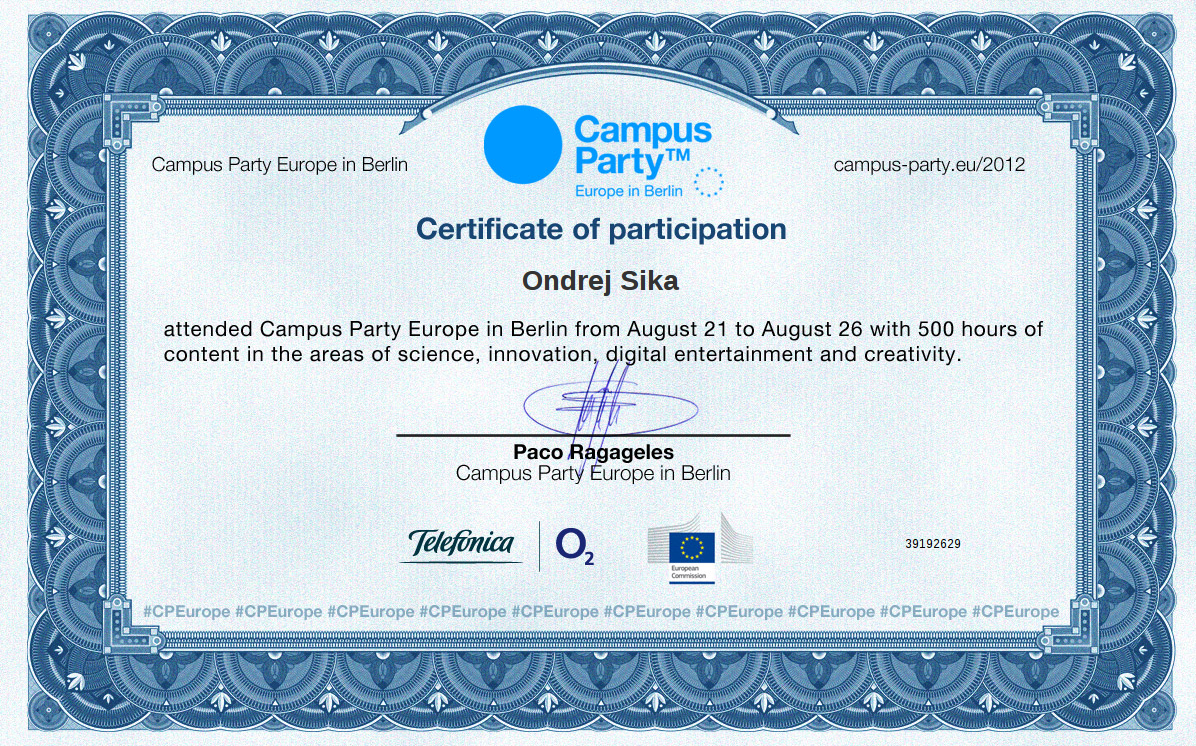 Campus Party Europe in Berlin
Campus
Party™
Europe in Berlin
campus-party.eu/2012
Certificate of participation
Ondrej Sika
attended Campus Party Europe in Berlin from August 21 to August 26 with 500 hours of
content in the areas of science, innovation, digital entertainment and creativity.
Paco Ragageles
Campus Party Europe in Berlin
Telefónica
O2
European
Commission
39192629
#CPEurope #CPEurope #CPEurope #CPEurope #CPEurope #CPEurope #CPEurope #CPEurope #CPEurope #CPEurope